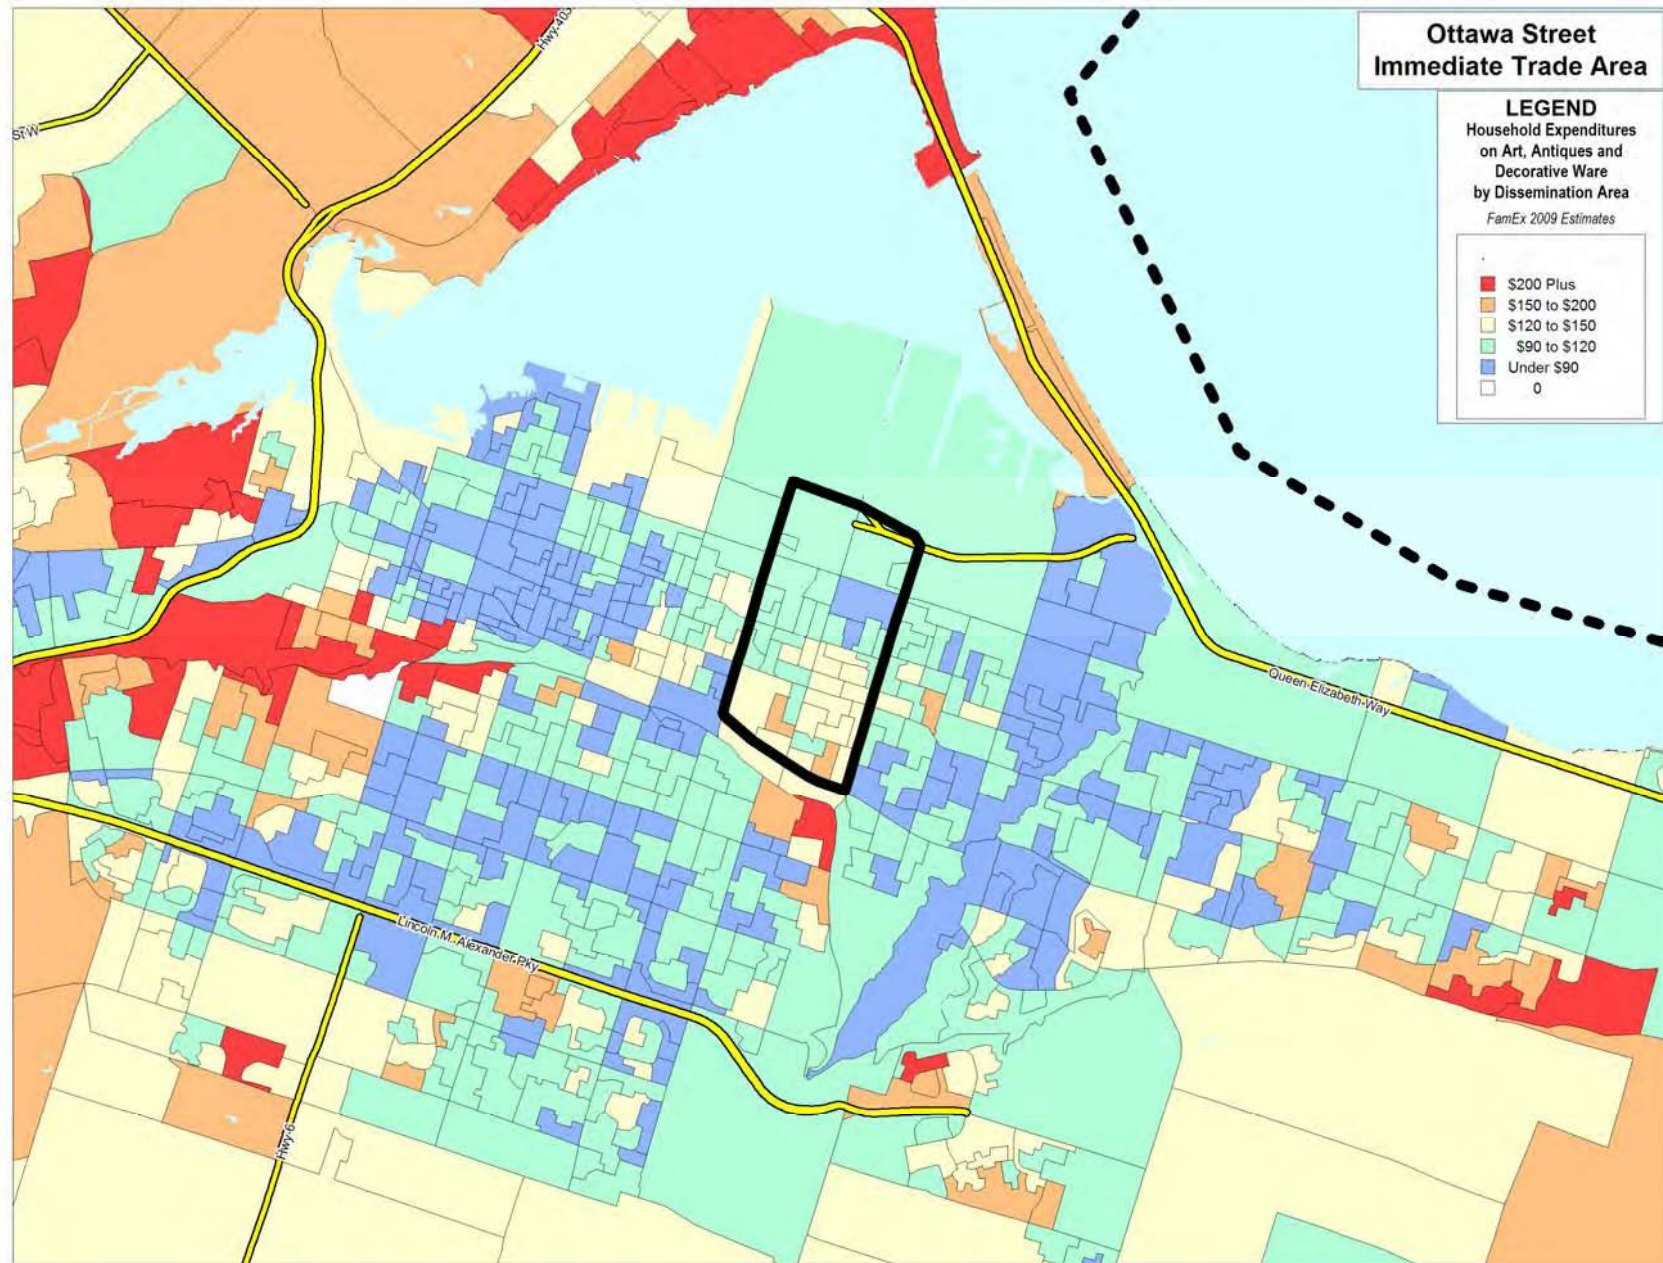 Ottawa Street
Immediate Trade Area
LEGEND
Household Expenditures
on Art, Antiques and
Decorative Ware
by Dissemination Area
FamEx 2009 Estimates
$200 Plus
$150 to $200
$120 to $150
$90 to $120
Under $90
0
Hwy 403
St W
Queen Elizabeth Way
Lincoln M. Alexander Pky
Hwy 6